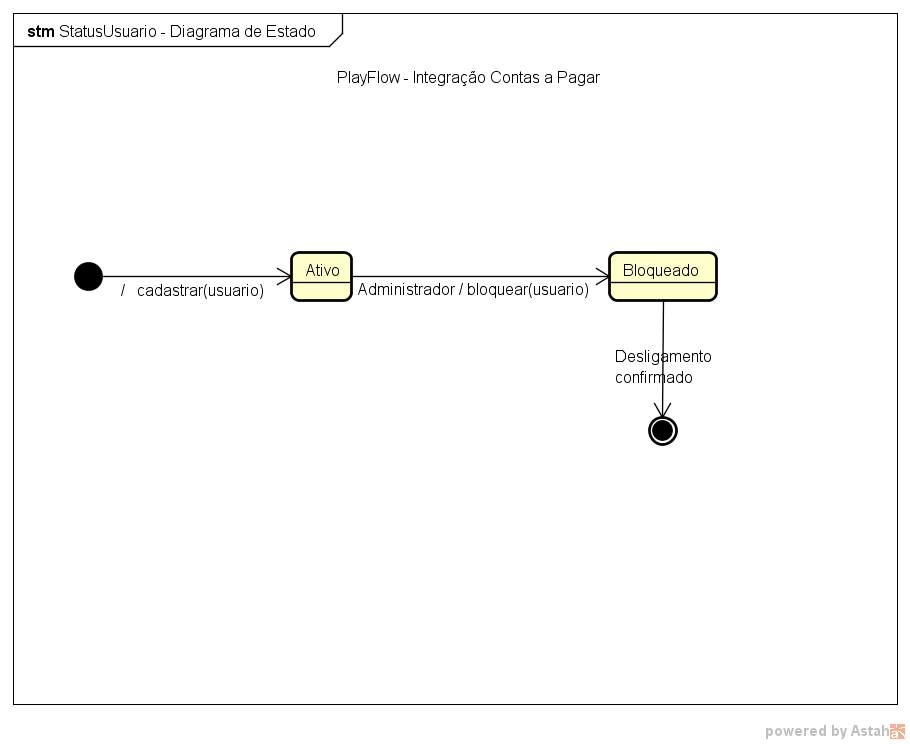 stm StatusUsuario - Diagrama de Estado
PlayFlow - Integração Contas a Pagar
Ativo
Bloqueado
/ cadastrar(usuario)
Administrador / bloquear(usuario)
Desligamento
confirmado
powered by Astah